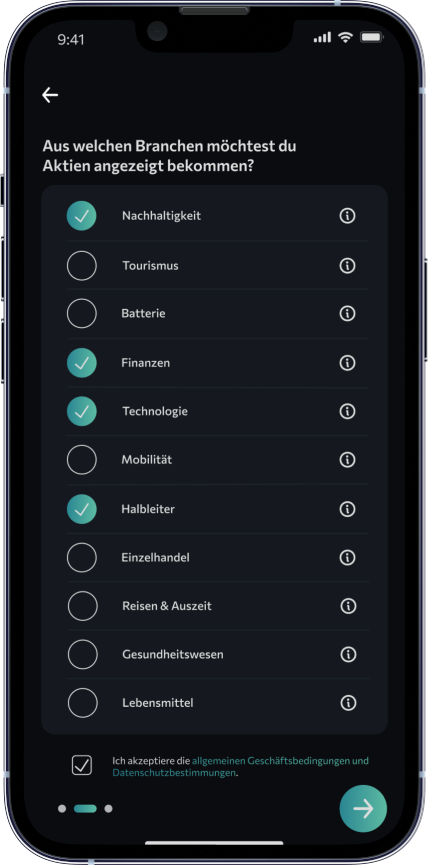 9:41
Aus welchen Branchen möchtest du
Aktien angezeigt bekommen?
Nachhaltigkeit
Tourismus
Batterie
Finanzen
Technologie
Mobilität
Halbleiter
Einzelhandel
Reisen & Auszeit
Gesundheitswesen
Lebensmittel
Ich akzeptiere die allgemeinen Geschäftsbedingungen und
Datenschutzbestimmungen.